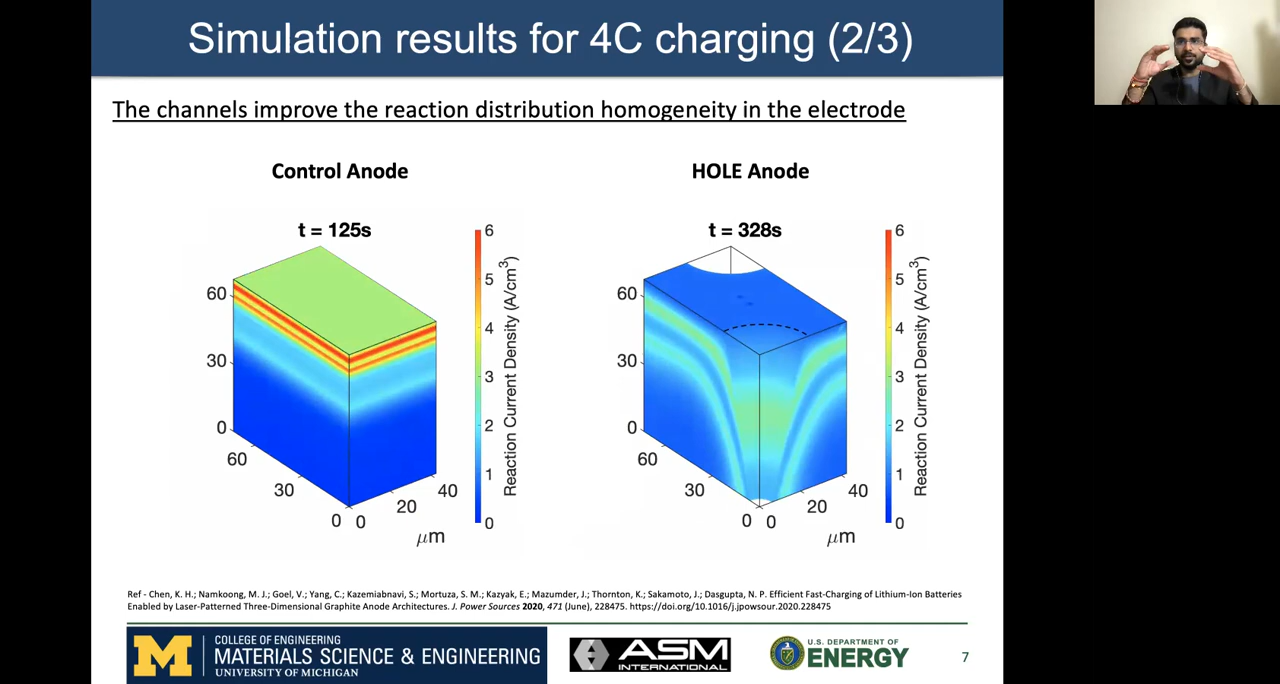 Simulation results for 4C charging (2/3)
The channels improve the reaction distribution homogeneity in the electrode
Control Anode
t = 125s
60
30
0
60
30
0
0
20
40
μm
6
5
4
3
2
1
0
Reaction Current Density (A/cm³)
HOLE Anode
t = 328s
60
30
0
60
30
0
0
20
40
μm
6
5
4
3
2
1
0
Reaction Current Density (A/cm³)
Ref - Chen, K. H.; Namkoong, M. J.; Goel, V.; Yang, C.; Kazemiabnavi, S.; Mortuza, S. M.; Kazyak, E.; Mazumder, J.; Thornton, K.; Sakamoto, J.; Dasgupta, N. P. Efficient Fast-Charging of Lithium-Ion Batteries
Enabled by Laser-Patterned Three-Dimensional Graphite Anode Architectures. J. Power Sources 2020, 471 (June), 228475. https://doi.org/10.1016/j.jpowsour.2020.228475
M
COLLEGE OF ENGINEERING
MATERIALS SCIENCE & ENGINEERING
UNIVERSITY OF MICHIGAN
ASM
INTERNATIONAL
U.S. DEPARTMENT OF
ENERGY
7